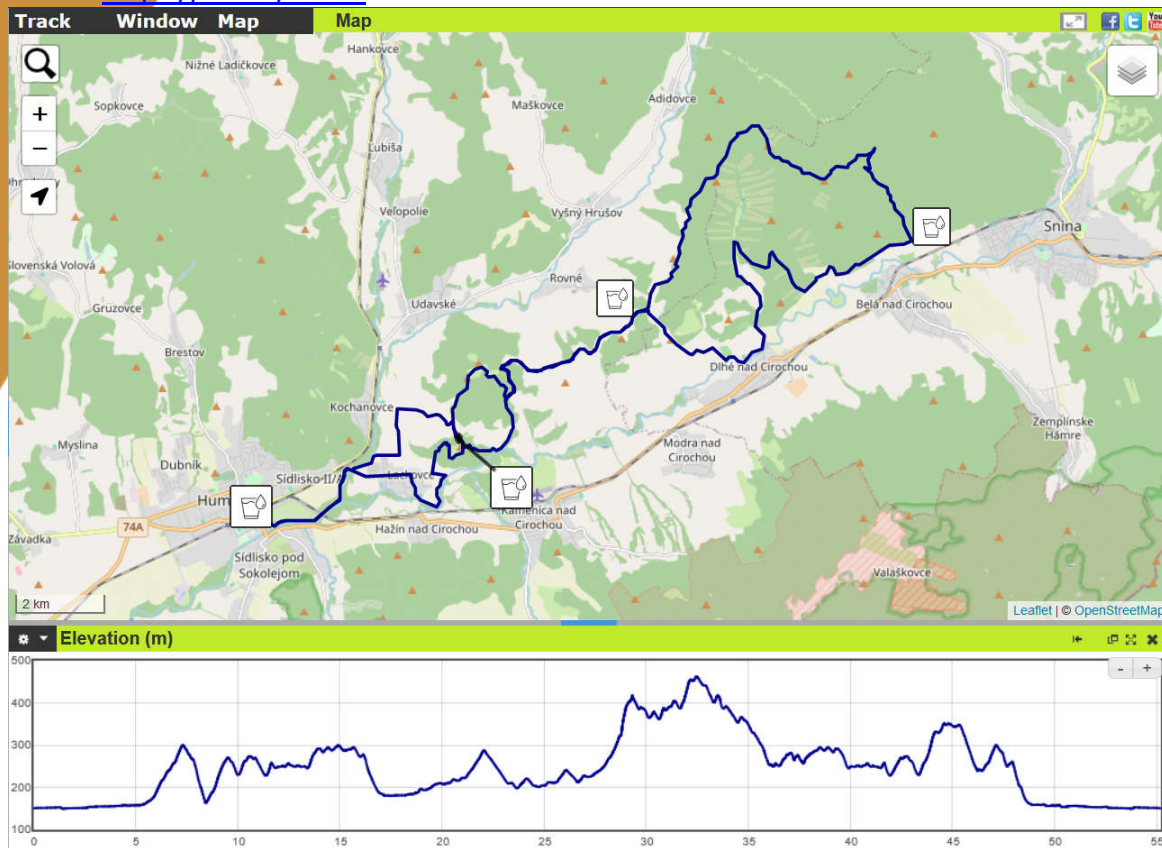 Track Window Map Map
Hankovce
Nižné Ladičkovce
Sopkovce
Maškovce
Adidovce
Ľubiša
Veľopolie
Vyšný Hrušov
Snina
Slovenská Volová
Rovné
Udavské
Gruzovce
Belá nad Cirochou
Brestov
Dlhé nad Cirochou
Kochanovce
Zemplínske
Hámre
Myslina
Modra nad
Cirochou
Dubník
Sídlisko II/
Lackovce
Hum
74A
Kamenica nad
Cirochou
Hažín nad Cirochou
Závadka
Sídlisko pod
Sokolejom
Valaškovce
2 km
Leaflet | © OpenStreetMap
Elevation (m)
500
400
300
200
100
0 5 10 15 20 25 30 35 40 45 50 55